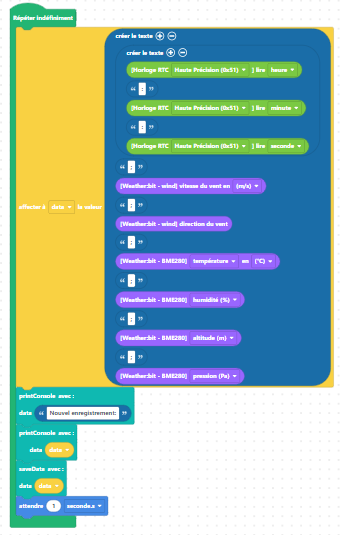 Répéter indéfiniment
créer le texte
créer le texte
[Horloge RTC Haute Précision (0x51) ] lire heure
“ : ”
[Horloge RTC Haute Précision (0x51) ] lire minute
“ : ”
[Horloge RTC Haute Précision (0x51) ] lire seconde
“ : ”
[Weather:bit - wind] vitesse du vent en (m/s)
“ : ”
affecter à data la valeur
[Weather:bit - wind] direction du vent
“ : ”
[Weather:bit - BME280] température en (°C)
“ : ”
[Weather:bit - BME280] humidité (%)
“ : ”
[Weather:bit - BME280] altitude (m)
“ : ”
[Weather:bit - BME280] pression (Pa)
printConsole avec :
data “ Nouvel enregistrement: ”
printConsole avec :
data data
saveData avec :
data data
attendre 1 seconde.s